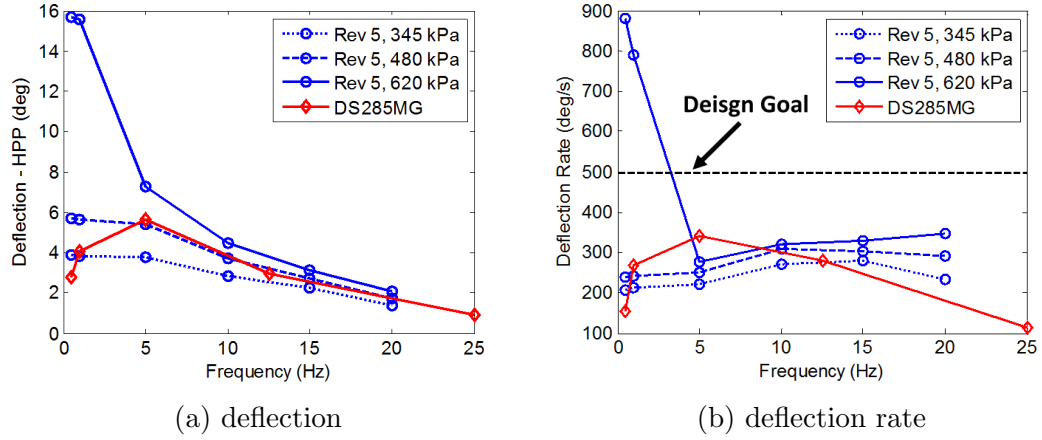 16
14
12
10
8
6
4
2
0
Deflection - HPP (deg)
Rev 5, 345 kPa
Rev 5, 480 kPa
Rev 5, 620 kPa
DS285MG
0 5 10 15 20 25
Frequency (Hz)
(a) deflection
900
800
700
600
500
400
300
200
100
Deflection Rate (deg/s)
Rev 5, 345 kPa
Rev 5, 480 kPa
Rev 5, 620 kPa
DS285MG
Deisgn Goal
0 5 10 15 20 25
Frequency (Hz)
(b) deflection rate